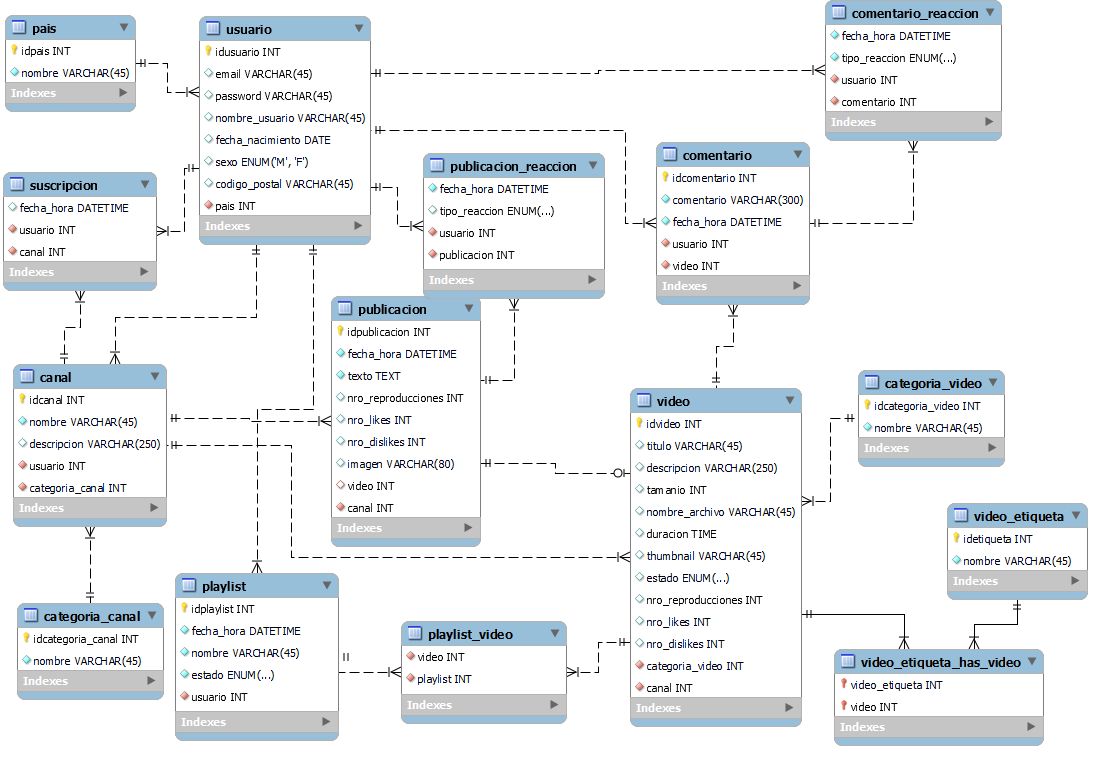 pais
idpais INT
nombre VARCHAR(45)
Indexes
usuario
idusuario INT
email VARCHAR(45)
password VARCHAR(45)
nombre_usuario VARCHAR(45)
fecha_nacimiento DATE
sexo ENUM('M', 'F')
codigo_postal VARCHAR(45)
pais INT
Indexes
comentario_reaccion
fecha_hora DATETIME
tipo_reaccion ENUM(...)
usuario INT
comentario INT
Indexes
suscripcion
fecha_hora DATETIME
usuario INT
canal INT
Indexes
publicacion_reaccion
fecha_hora DATETIME
tipo_reaccion ENUM(...)
usuario INT
publicacion INT
Indexes
comentario
idcomentario INT
comentario VARCHAR(300)
fecha_hora DATETIME
usuario INT
video INT
Indexes
publicacion
idpublicacion INT
fecha_hora DATETIME
texto TEXT
nro_reproducciones INT
nro_likes INT
nro_dislikes INT
imagen VARCHAR(80)
video INT
canal INT
Indexes
canal
idcanal INT
nombre VARCHAR(45)
descripcion VARCHAR(250)
usuario INT
categoria_canal INT
Indexes
video
idvideo INT
titulo VARCHAR(45)
descripcion VARCHAR(250)
tamanio INT
nombre_archivo VARCHAR(45)
duracion TIME
thumbnail VARCHAR(45)
estado ENUM(...)
nro_reproducciones INT
nro_likes INT
nro_dislikes INT
categoria_video INT
canal INT
Indexes
categoria_video
idcategoria_video INT
nombre VARCHAR(45)
Indexes
video_etiqueta
idetiqueta INT
nombre VARCHAR(45)
Indexes
categoria_canal
idcategoria_canal INT
nombre VARCHAR(45)
Indexes
playlist
idplaylist INT
fecha_hora DATETIME
nombre VARCHAR(45)
estado ENUM(...)
usuario INT
Indexes
playlist_video
video INT
playlist INT
Indexes
video_etiqueta_has_video
video_etiqueta INT
video INT
Indexes